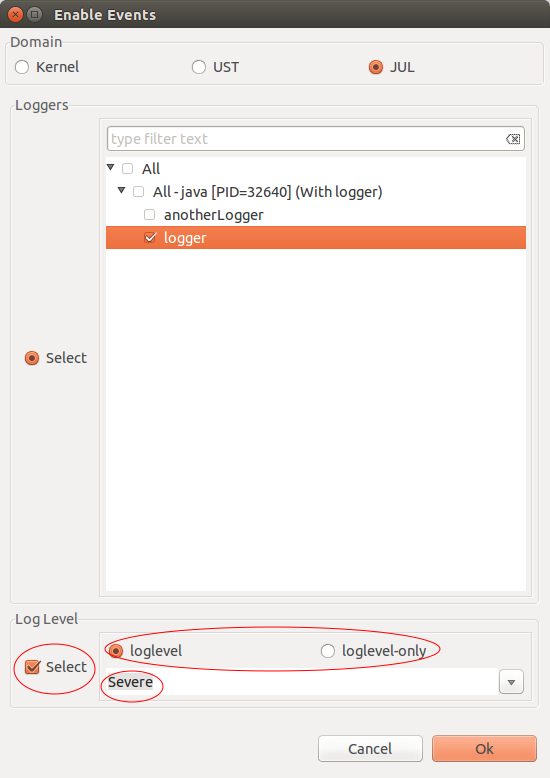 Enable Events
Domain
Kernel UST JUL
Loggers
type filter text
All
All - java [PID=32640] (With logger)
anotherLogger
logger
Select
Log Level
loglevel loglevel-only
Select
Severe
Cancel Ok